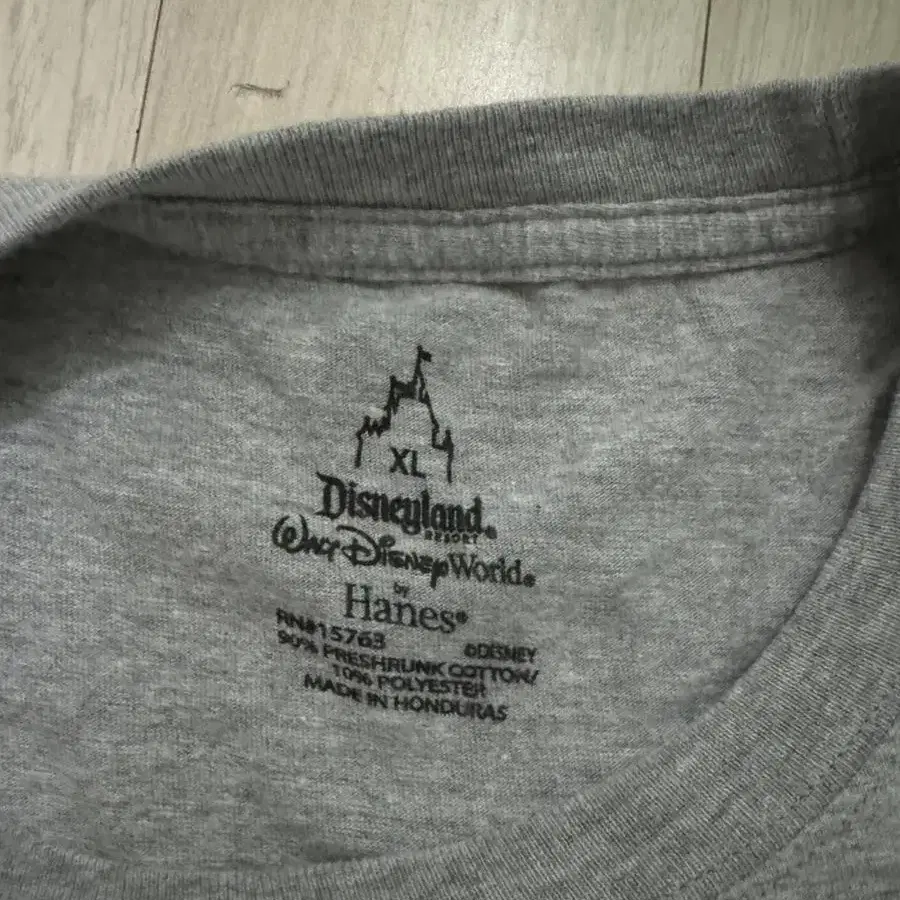 XL
Disneyland®
RESORT
Walt Disney World®
by
Hanes®
RN#15763 ©DISNEY
90% PRESHRUNK COTTON/
10% POLYESTER
MADE IN HONDURAS